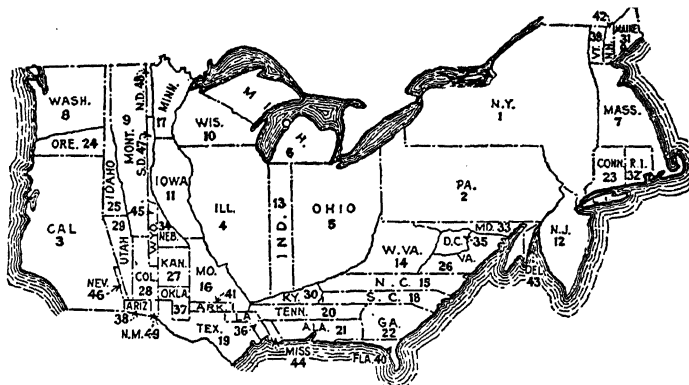 42
MAINE
31
38
VT.
N.H.
WASH.
8
ORE. 24
MONT.
9
N.D. 48
S.D. 47
MINN.
17
WIS.
10
M I C H.
6
N.Y.
1
MASS.
7
CONN.
23
R.I.
32
IDAHO
25
CAL
3
29
UTAH
45
WYO.
34
NEB.
IOWA
11
ILL.
4
13
IND.
OHIO
5
PA.
2
N.J.
12
MD. 33
D.C.
35
W.VA.
14
VA.
26
DEL.
43
NEV.
46
COL
28
KAN.
27
MO.
16
ARIZ
38
N.M. 49
OKLA
37
ARK.
41
TEX.
19
LA
36
KY.
30
TENN. 20
N. C. 15
S. C. 18
ALA. 21
GA.
22
MISS
44
FLA. 40